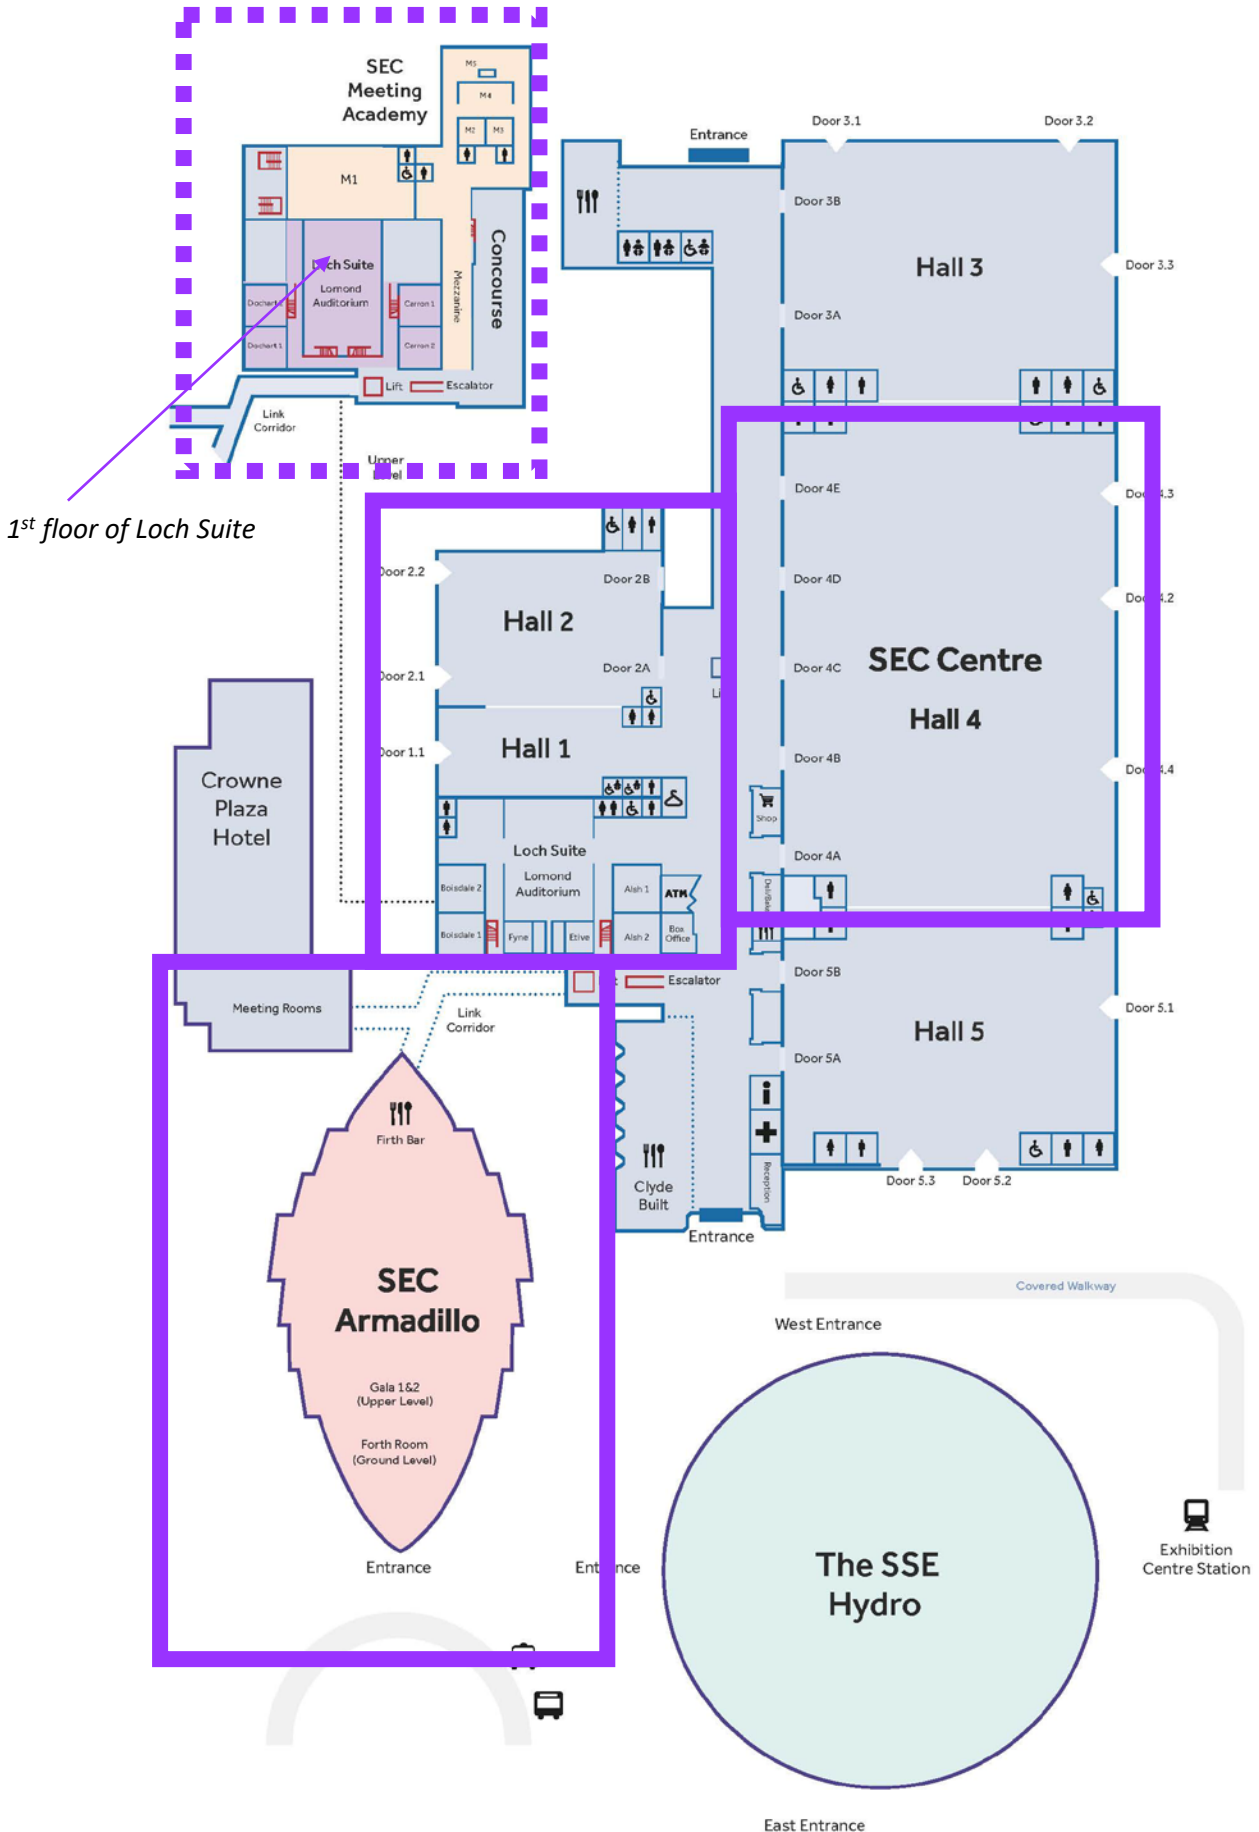 SEC
Meeting
Academy
M5
M4
M2
M3
M1
Loch Suite
Lomond
Auditorium
Dochart 1
Carron 1
Carron 2
Mezzanine
Concourse
Lift
Escalator
Link
Corridor
Upper
Level
1st floor of Loch Suite
Entrance
Door 3.1
Door 3.2
Door 3B
Hall 3
Door 3.3
Door 3A
Door 4E
Door 4D
Door 4C
Door 4B
Door 4A
SEC Centre
Hall 4
Shop
Door 2.2
Door 2B
Hall 2
Door 2.1
Door 2A
Door 1.1
Hall 1
Loch Suite
Lomond
Auditorium
Boisdale 2
Boisdale 1
Fyne
Etive
Alsh 1
Alsh 2
ATM
Box
Office
Crowne
Plaza
Hotel
Meeting Rooms
Link
Corridor
Escalator
Door 5B
Hall 5
Door 5.1
Door 5A
Reception
Door 5.3
Door 5.2
Clyde
Built
Entrance
Firth Bar
SEC
Armadillo
Gala 1&2
(Upper Level)
Forth Room
(Ground Level)
Entrance
Entrance
Covered Walkway
West Entrance
The SSE
Hydro
Exhibition
Centre Station
East Entrance